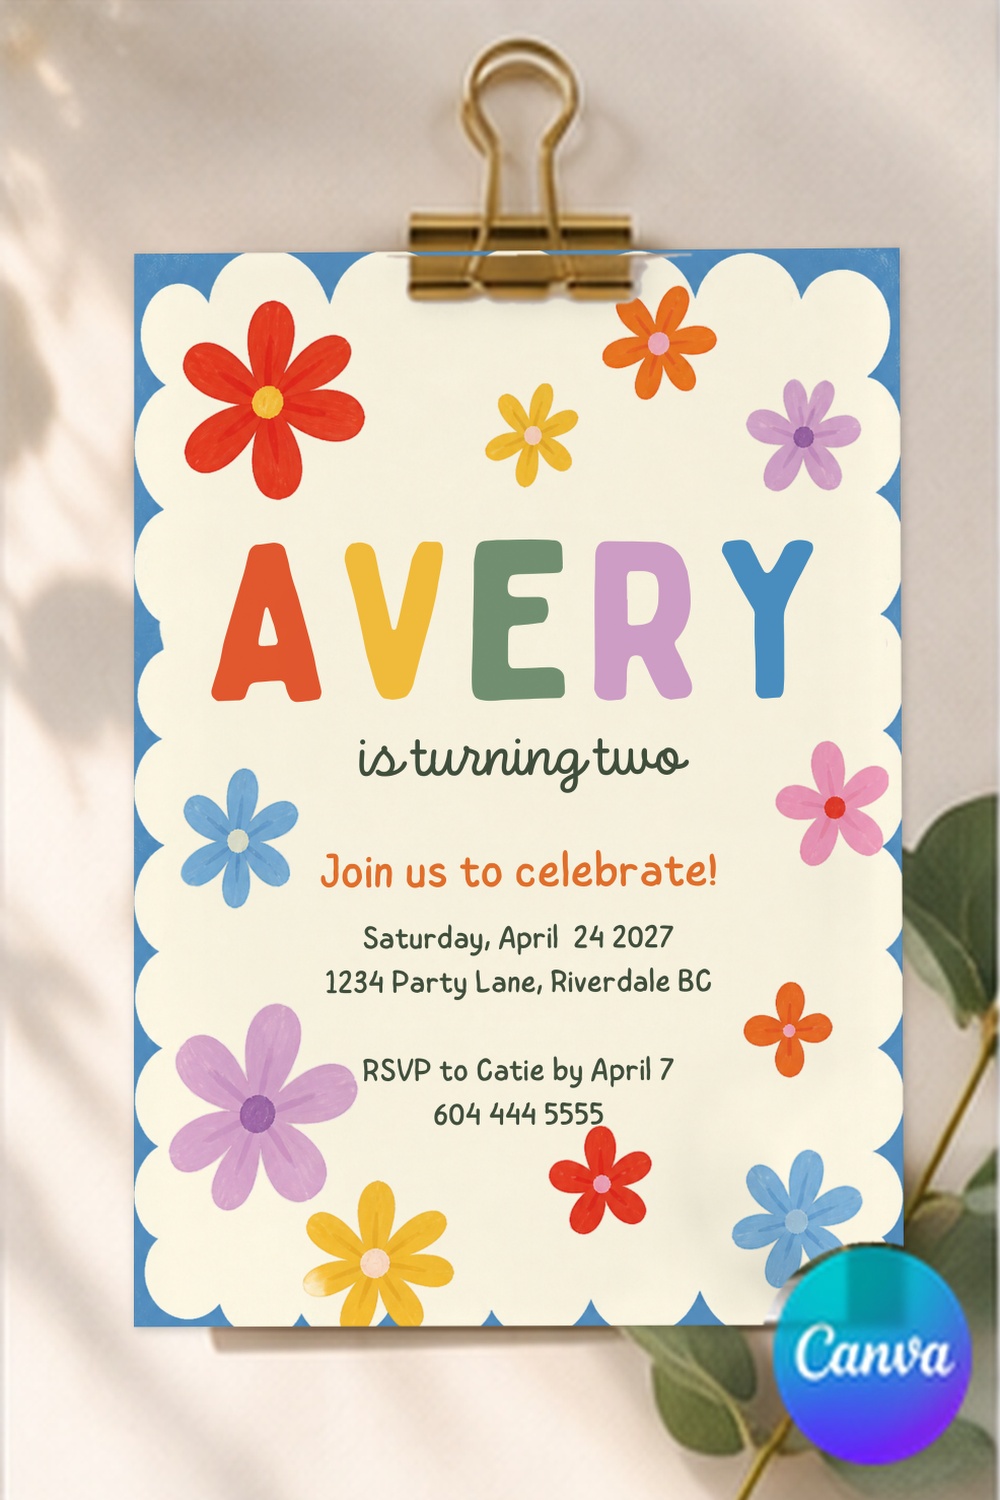 AVERY
is turning two
Join us to celebrate!
Saturday, April 24 2027
1234 Party Lane, Riverdale BC
RSVP to Catie by April 7
604 444 5555
Canva